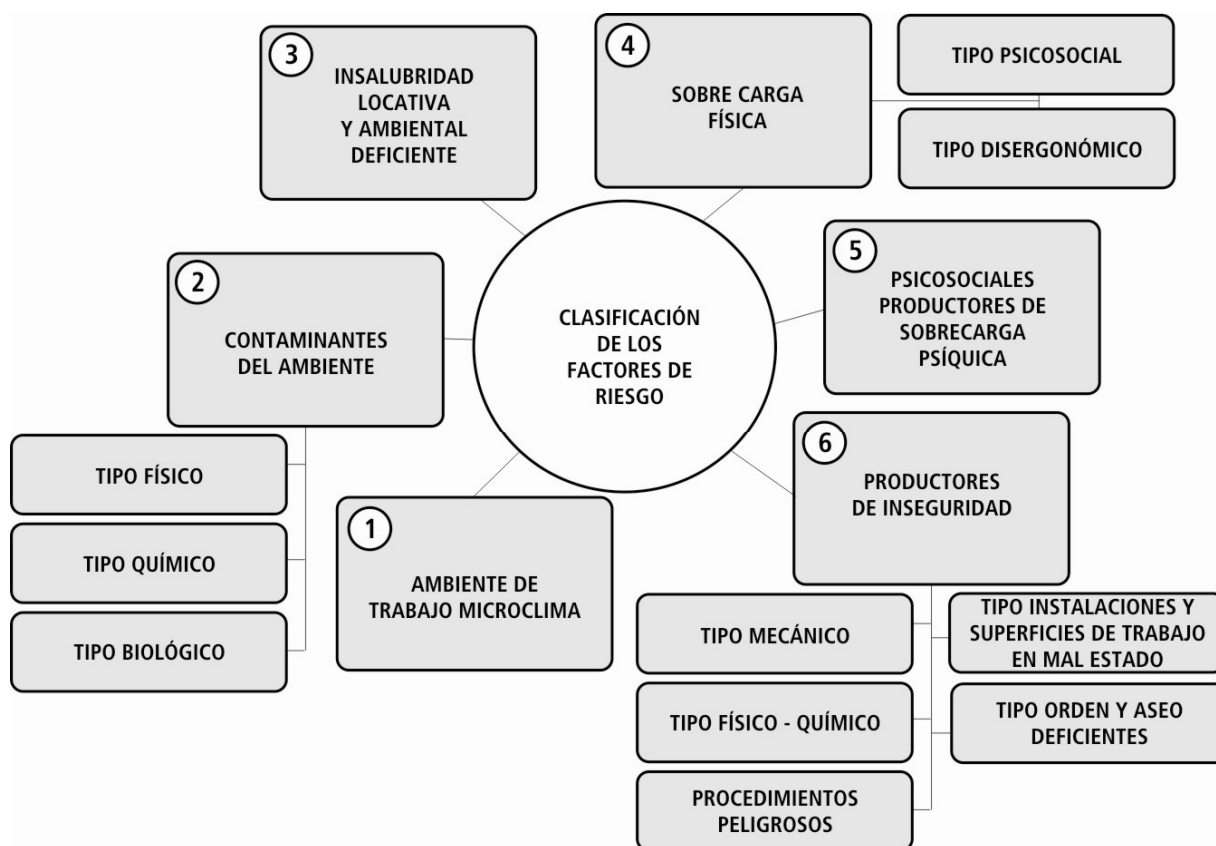 CLASIFICACIÓN
DE LOS
FACTORES DE
RIESGO
1
AMBIENTE DE
TRABAJO MICROCLIMA
2
CONTAMINANTES
DEL AMBIENTE
TIPO FÍSICO
TIPO QUÍMICO
TIPO BIOLÓGICO
3
INSALUBRIDAD
LOCATIVA
Y AMBIENTAL
DEFICIENTE
4
SOBRE CARGA
FÍSICA
TIPO PSICOSOCIAL
TIPO DISERGONÓMICO
5
PSICOSOCIALES
PRODUCTORES DE
SOBRECARGA
PSÍQUICA
6
PRODUCTORES
DE INSEGURIDAD
TIPO MECÁNICO
TIPO FÍSICO - QUÍMICO
PROCEDIMIENTOS
PELIGROSOS
TIPO INSTALACIONES Y
SUPERFICIES DE TRABAJO
EN MAL ESTADO
TIPO ORDEN Y ASEO
DEFICIENTES